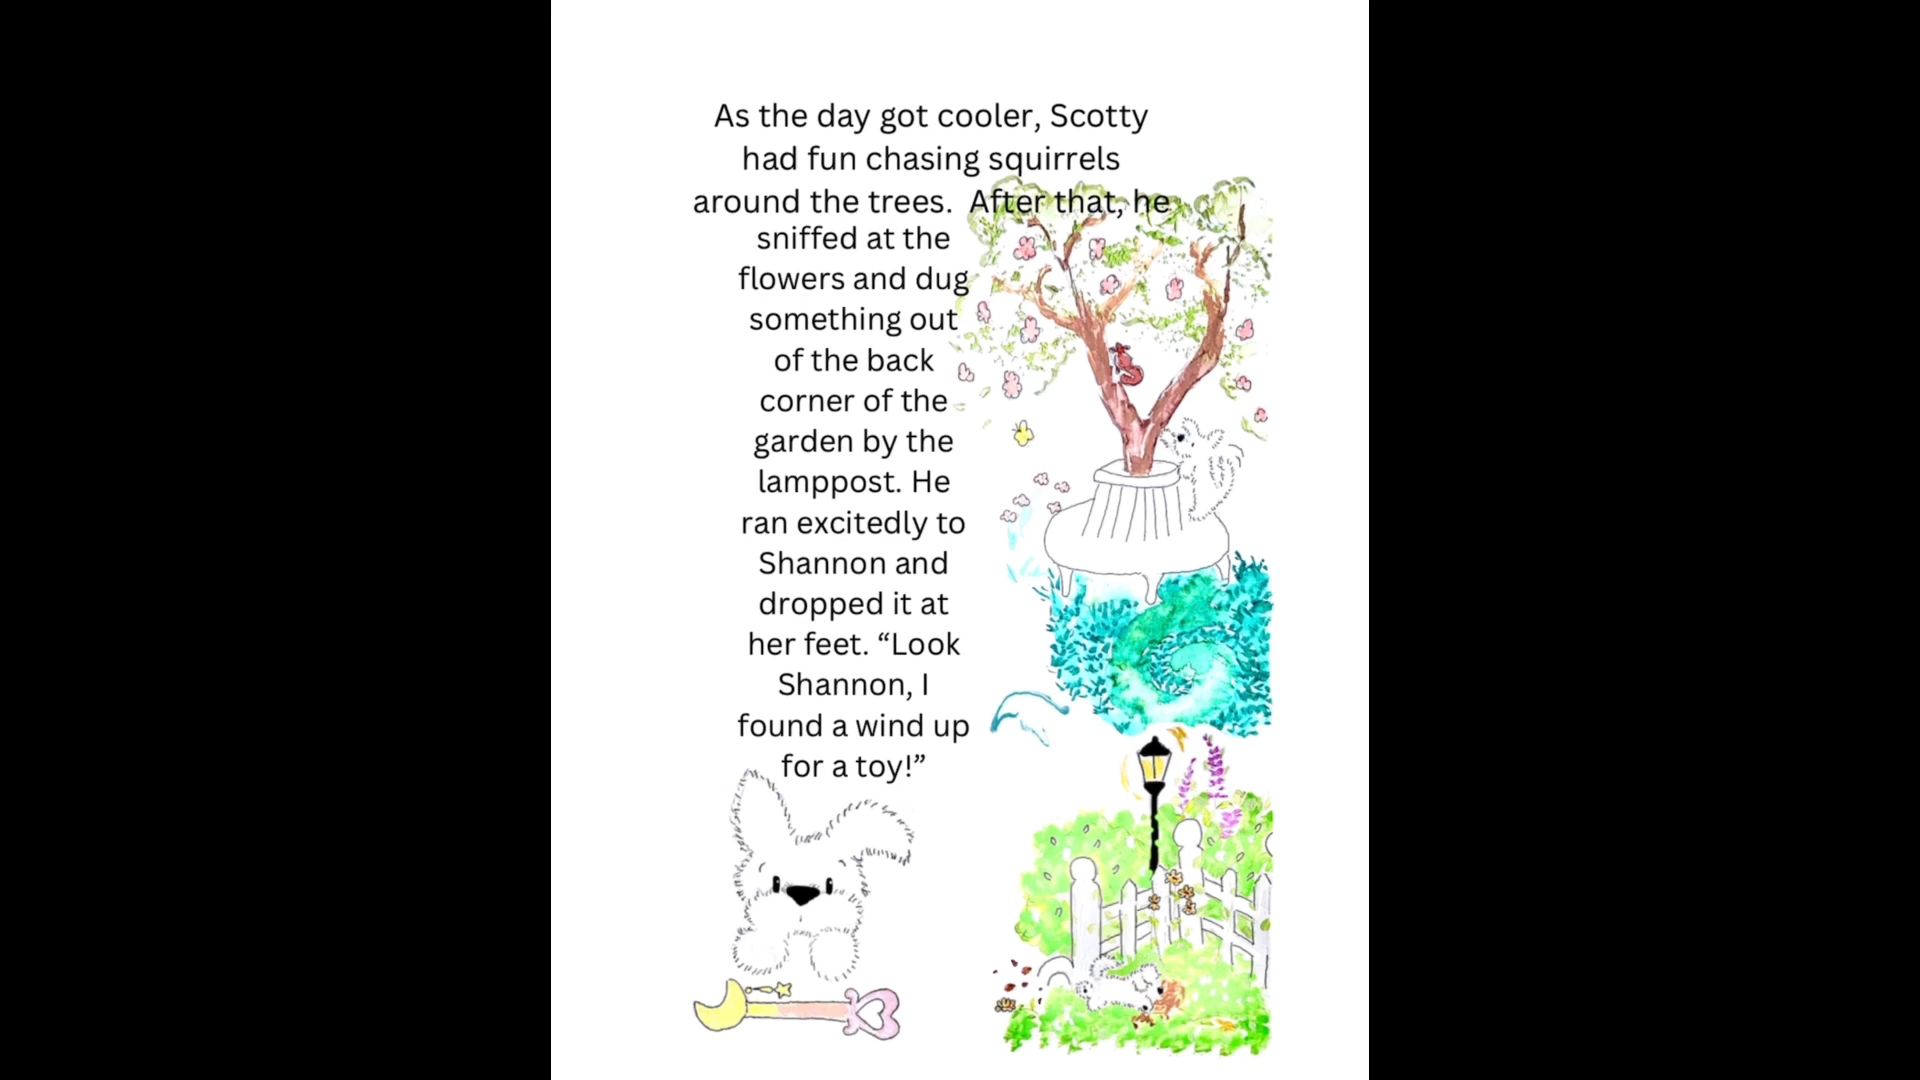 As the day got cooler, Scotty
had fun chasing squirrels
around the trees.  After that, he
sniffed at the
flowers and dug
something out
of the back
corner of the
garden by the
lamppost. He
ran excitedly to
Shannon and
dropped it at
her feet. “Look
Shannon, I
found a wind up
for a toy!”